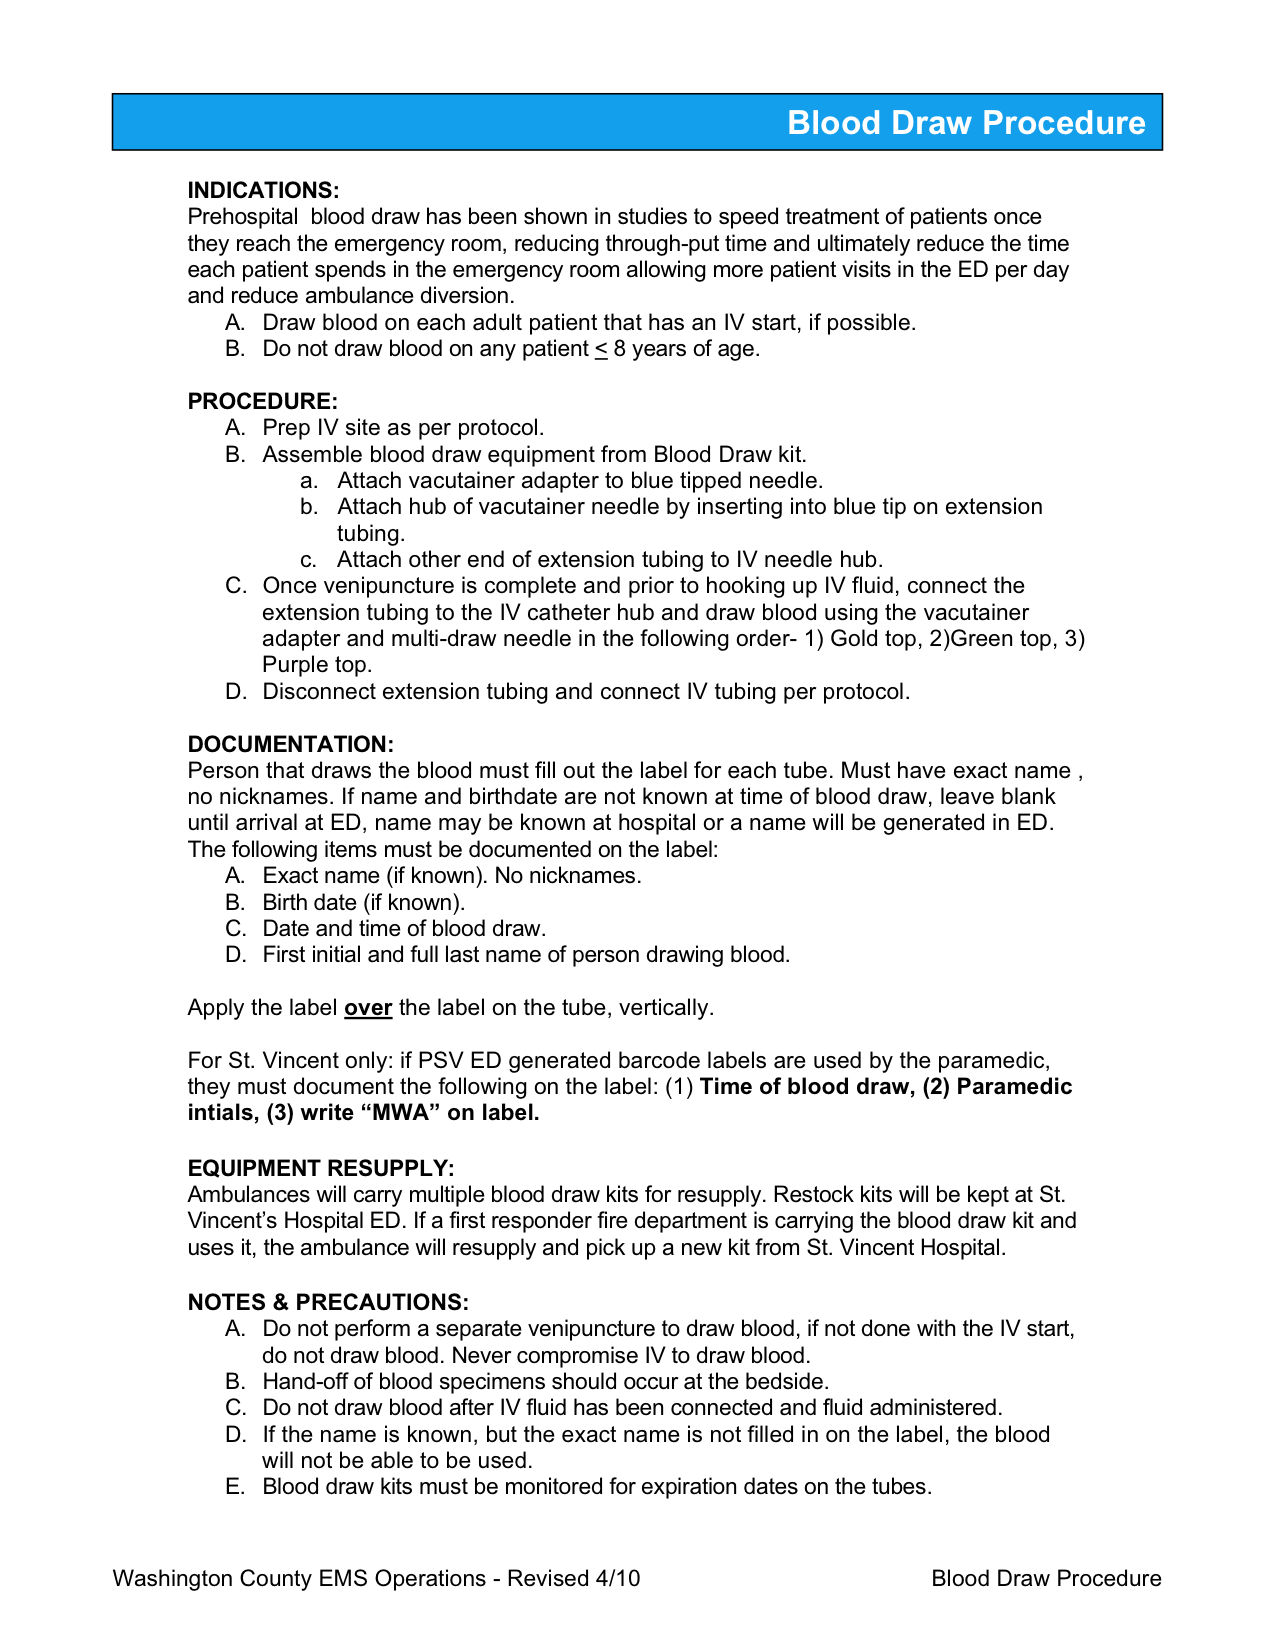 Blood Draw Procedure
INDICATIONS:
Prehospital  blood draw has been shown in studies to speed treatment of patients once
they reach the emergency room, reducing through-put time and ultimately reduce the time
each patient spends in the emergency room allowing more patient visits in the ED per day
and reduce ambulance diversion.
A. Draw blood on each adult patient that has an IV start, if possible.
B. Do not draw blood on any patient < 8 years of age.
PROCEDURE:
A. Prep IV site as per protocol.
B. Assemble blood draw equipment from Blood Draw kit.
a. Attach vacutainer adapter to blue tipped needle.
b. Attach hub of vacutainer needle by inserting into blue tip on extension
tubing.
c. Attach other end of extension tubing to IV needle hub.
C. Once venipuncture is complete and prior to hooking up IV fluid, connect the
extension tubing to the IV catheter hub and draw blood using the vacutainer
adapter and multi-draw needle in the following order- 1) Gold top, 2)Green top, 3)
Purple top.
D. Disconnect extension tubing and connect IV tubing per protocol.
DOCUMENTATION:
Person that draws the blood must fill out the label for each tube. Must have exact name ,
no nicknames. If name and birthdate are not known at time of blood draw, leave blank
until arrival at ED, name may be known at hospital or a name will be generated in ED.
The following items must be documented on the label:
A. Exact name (if known). No nicknames.
B. Birth date (if known).
C. Date and time of blood draw.
D. First initial and full last name of person drawing blood.
Apply the label over the label on the tube, vertically.
For St. Vincent only: if PSV ED generated barcode labels are used by the paramedic,
they must document the following on the label: (1) Time of blood draw, (2) Paramedic
intials, (3) write “MWA” on label.
EQUIPMENT RESUPPLY:
Ambulances will carry multiple blood draw kits for resupply. Restock kits will be kept at St.
Vincent’s Hospital ED. If a first responder fire department is carrying the blood draw kit and
uses it, the ambulance will resupply and pick up a new kit from St. Vincent Hospital.
NOTES & PRECAUTIONS:
A. Do not perform a separate venipuncture to draw blood, if not done with the IV start,
do not draw blood. Never compromise IV to draw blood.
B. Hand-off of blood specimens should occur at the bedside.
C. Do not draw blood after IV fluid has been connected and fluid administered.
D. If the name is known, but the exact name is not filled in on the label, the blood
will not be able to be used.
E. Blood draw kits must be monitored for expiration dates on the tubes.
Washington County EMS Operations - Revised 4/10 Blood Draw Procedure